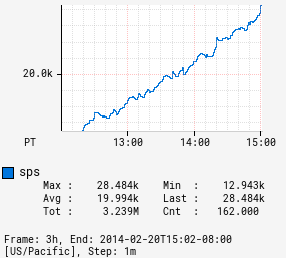 20.0k
PT 13:00 14:00 15:00
sps
Max : 28.484k Min : 12.943k
Avg : 19.994k Last : 28.484k
Tot : 3.239M Cnt : 162.000
Frame: 3h, End: 2014-02-20T15:02-08:00
[US/Pacific], Step: 1m